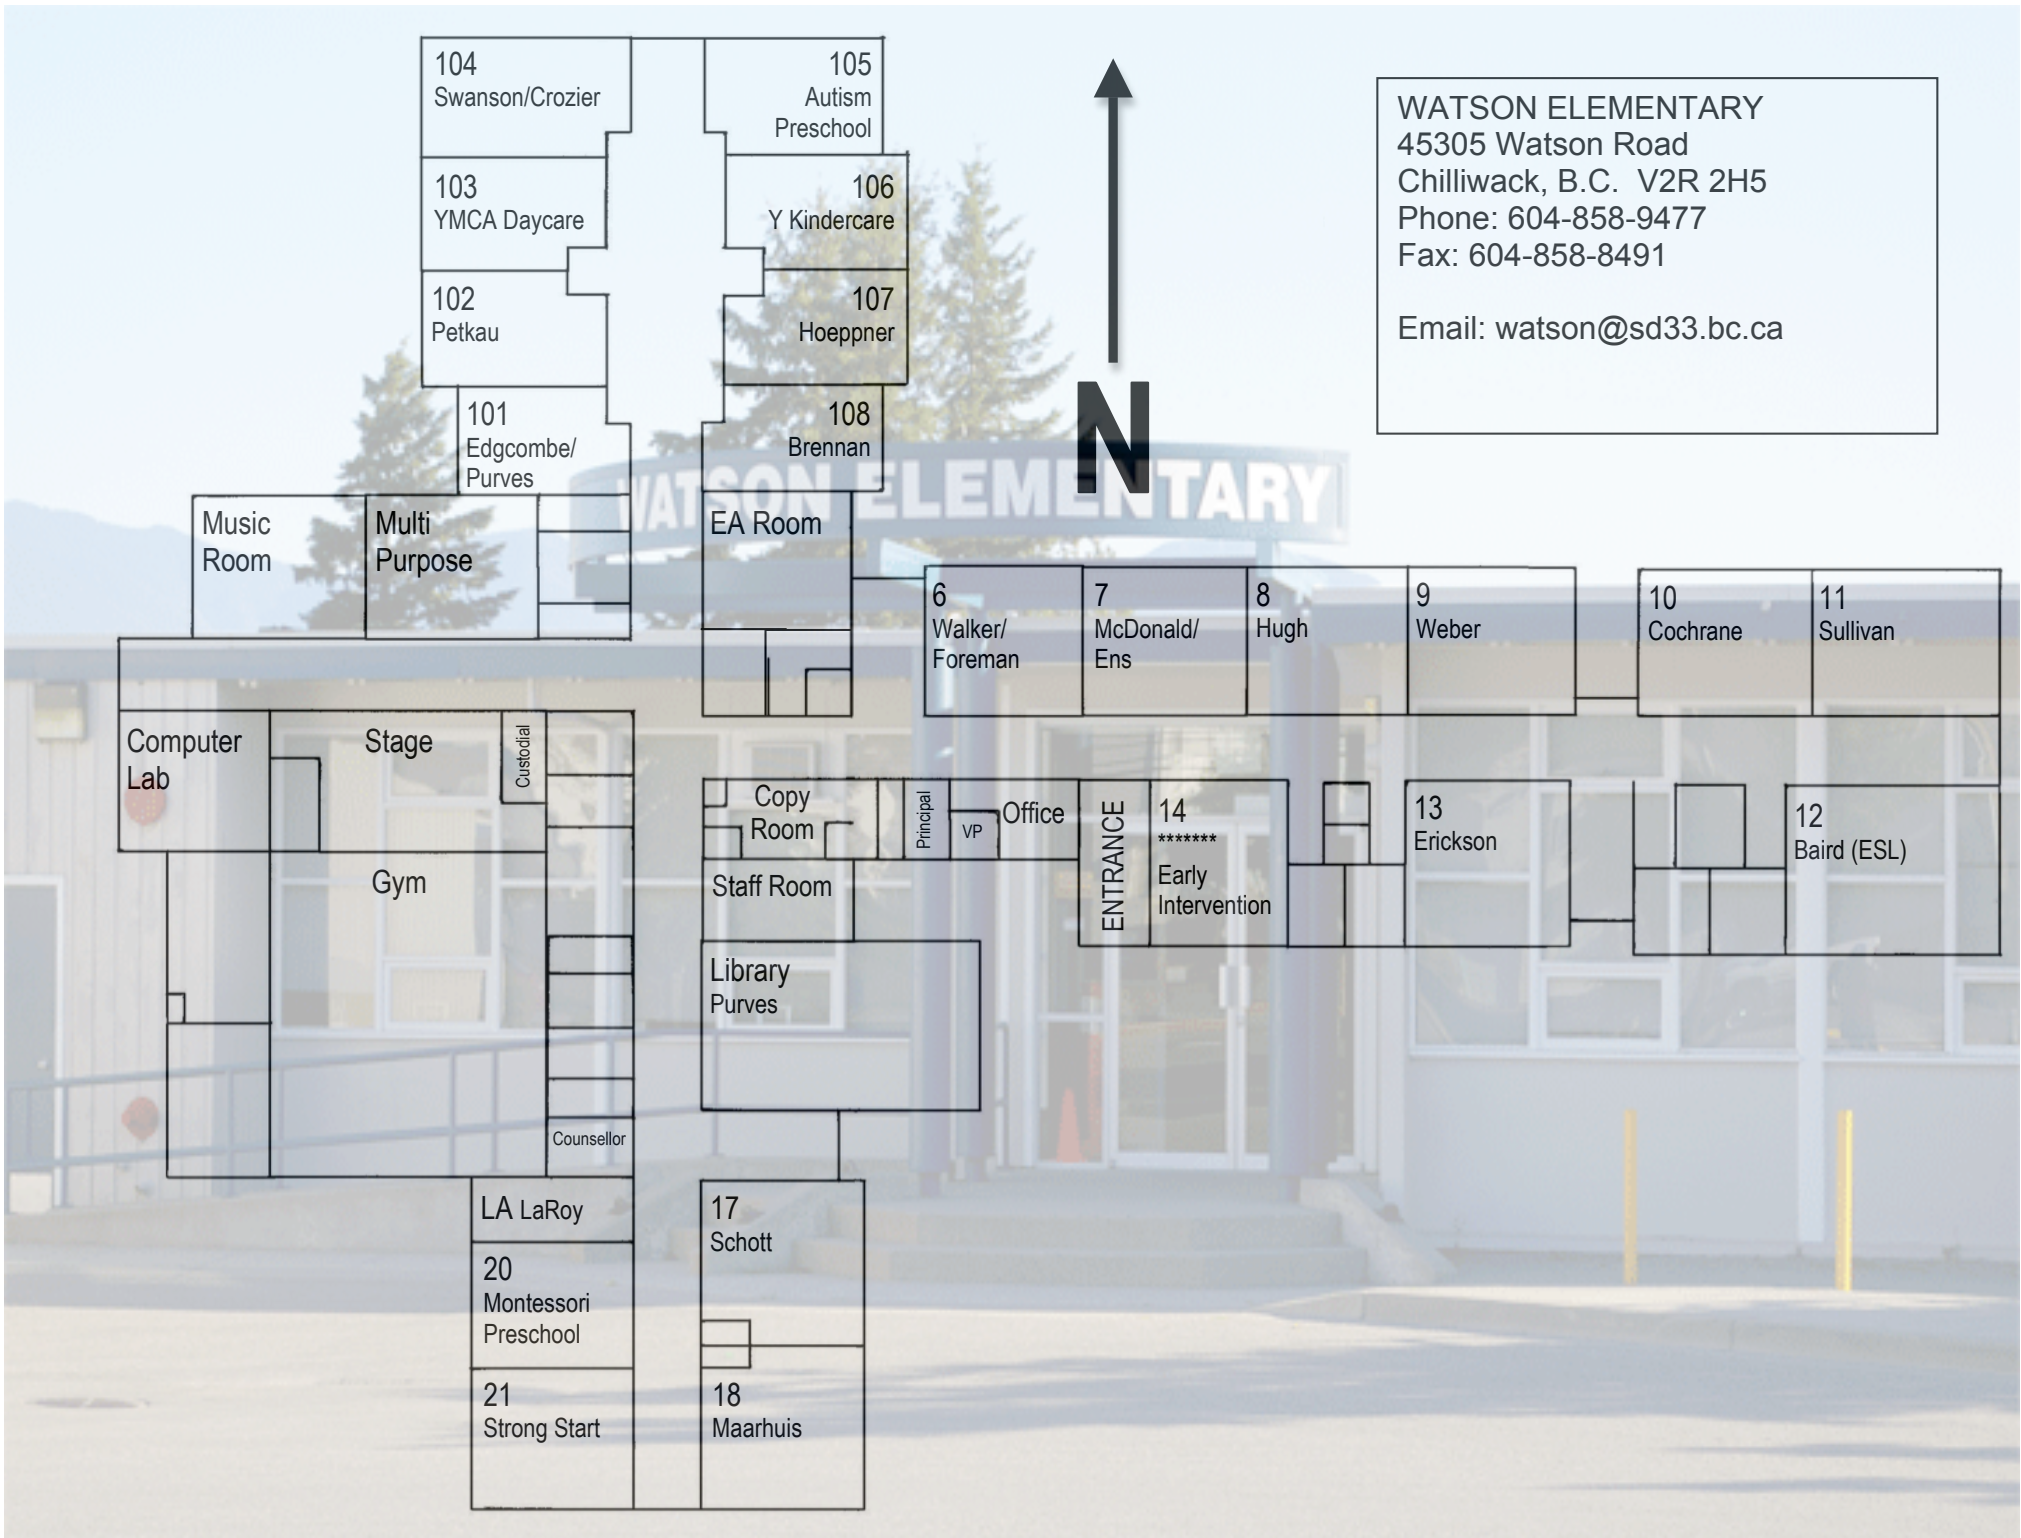 104
Swanson/Crozier
105
Autism
Preschool
WATSON ELEMENTARY
45305 Watson Road
Chilliwack, B.C.  V2R 2H5
Phone: 604-858-9477
Fax: 604-858-8491
Email: watson@sd33.bc.ca
103
YMCA Daycare
106
Y Kindercare
102
Petkau
107
Hoeppner
N
101
Edgcombe/
Purves
108
Brennan
WATSON ELEMENTARY
Music
Room
Multi
Purpose
EA Room
6
Walker/
Foreman
7
McDonald/
Ens
8
Hugh
9
Weber
10
Cochrane
11
Sullivan
Computer
Lab
Stage
Custodial
Copy
Room
Principal
VP
Office
ENTRANCE
14
*******
Early
Intervention
13
Erickson
12
Baird (ESL)
Gym
Staff Room
Library
Purves
Counsellor
LA LaRoy
17
Schott
20
Montessori
Preschool
21
Strong Start
18
Maarhuis